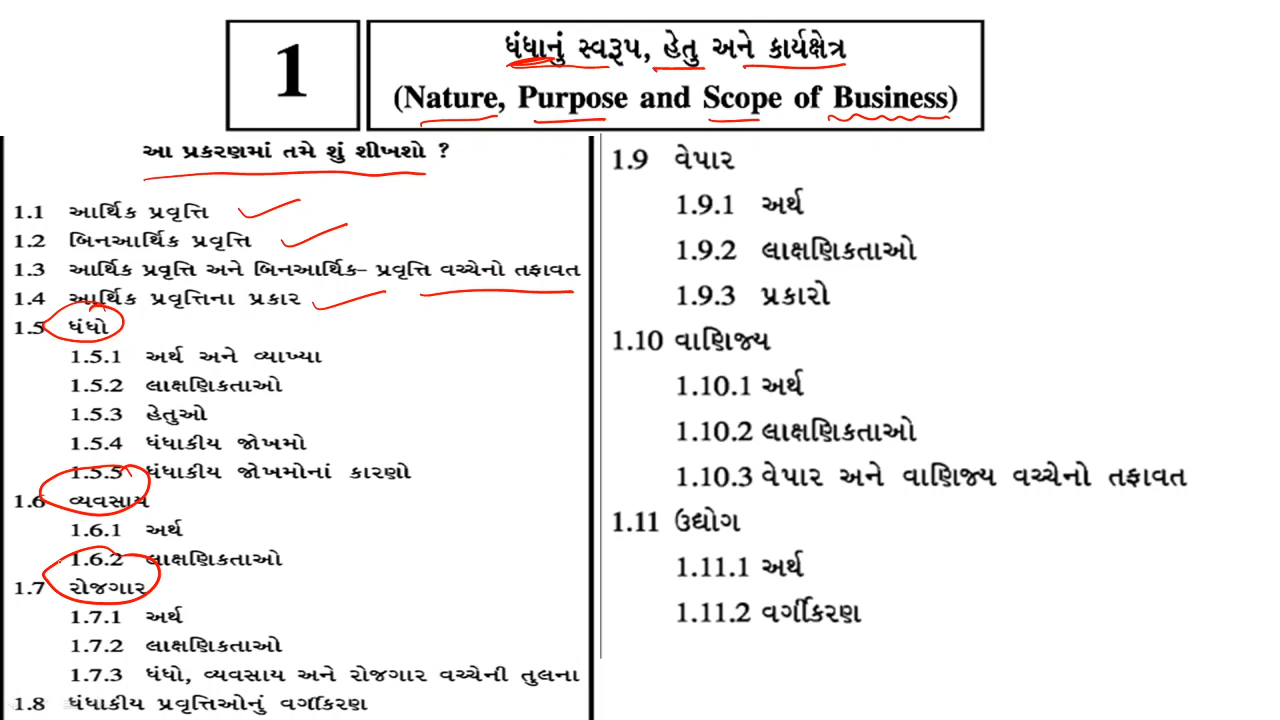 1
ધંધાનું સ્વરૂપ, હેતુ અને કાર્યક્ષેત્ર
(Nature, Purpose and Scope of Business)
આ પ્રકરણમાં તમે શું શીખશો ?
1.1 આર્થિક પ્રવૃત્તિ
1.2 બિનઆર્થિક પ્રવૃત્તિ
1.3 આર્થિક પ્રવૃત્તિ અને બિનઆર્થિક- પ્રવૃત્તિ વચ્ચેનો તફાવત
1.4 આર્થિક પ્રવૃત્તિના પ્રકાર
1.5 ધંધો
1.5.1 અર્થ અને વ્યાખ્યા
1.5.2 લાક્ષણિકતાઓ
1.5.3 હેતુઓ
1.5.4 ધંધાકીય જોખમો
1.5.5 ધંધાકીય જોખમોનાં કારણો
1.6 વ્યવસાય
1.6.1 અર્થ
1.6.2 લાક્ષણિકતાઓ
1.7 રોજગાર
1.7.1 અર્થ
1.7.2 લાક્ષણિકતાઓ
1.7.3 ધંધો, વ્યવસાય અને રોજગાર વચ્ચેની તુલના
1.8 ધંધાકીય પ્રવૃત્તિઓનું વર્ગીકરણ
1.9 વેપાર
1.9.1 અર્થ
1.9.2 લાક્ષણિકતાઓ
1.9.3 પ્રકારો
1.10 વાણિજ્ય
1.10.1 અર્થ
1.10.2 લાક્ષણિકતાઓ
1.10.3 વેપાર અને વાણિજ્ય વચ્ચેનો તફાવત
1.11 ઉદ્યોગ
1.11.1 અર્થ
1.11.2 વર્ગીકરણ